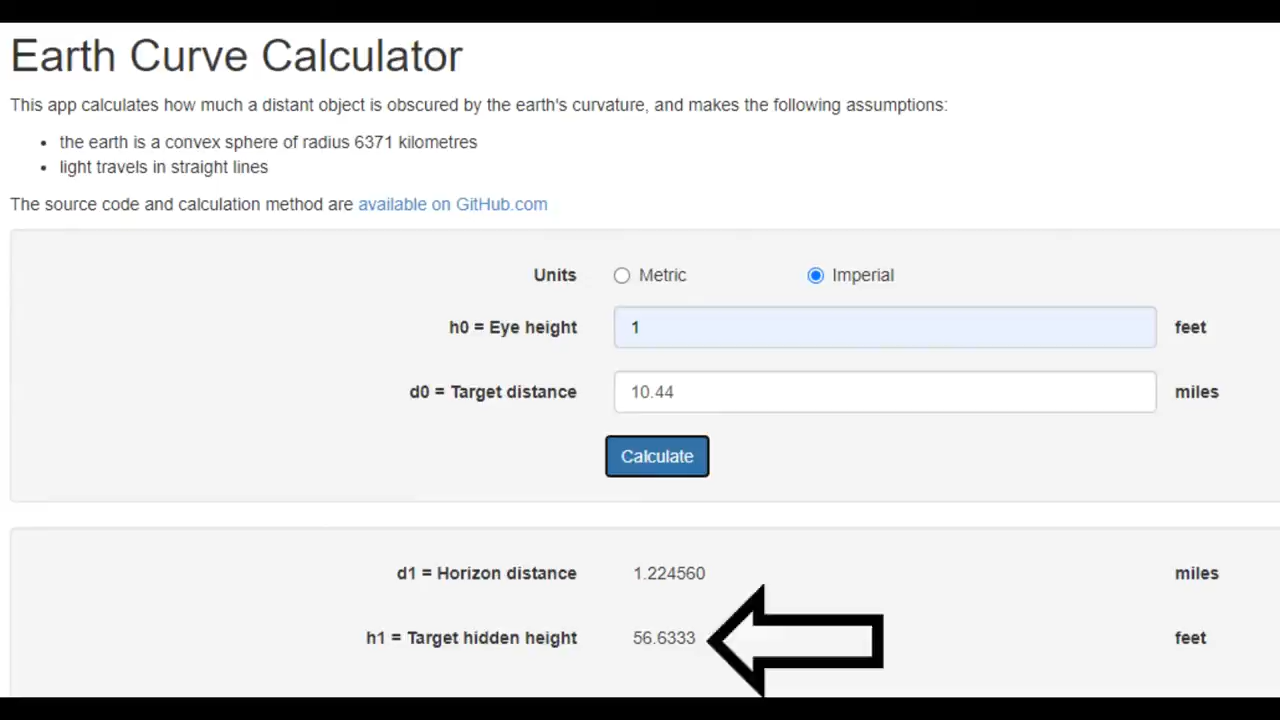 Earth Curve Calculator
This app calculates how much a distant object is obscured by the earth's curvature, and makes the following assumptions:
• the earth is a convex sphere of radius 6371 kilometres
• light travels in straight lines
The source code and calculation method are available on GitHub.com
Units Metric Imperial
h0 = Eye height 1 feet
d0 = Target distance 10.44 miles
Calculate
d1 = Horizon distance 1.224560 miles
h1 = Target hidden height 56.6333 feet